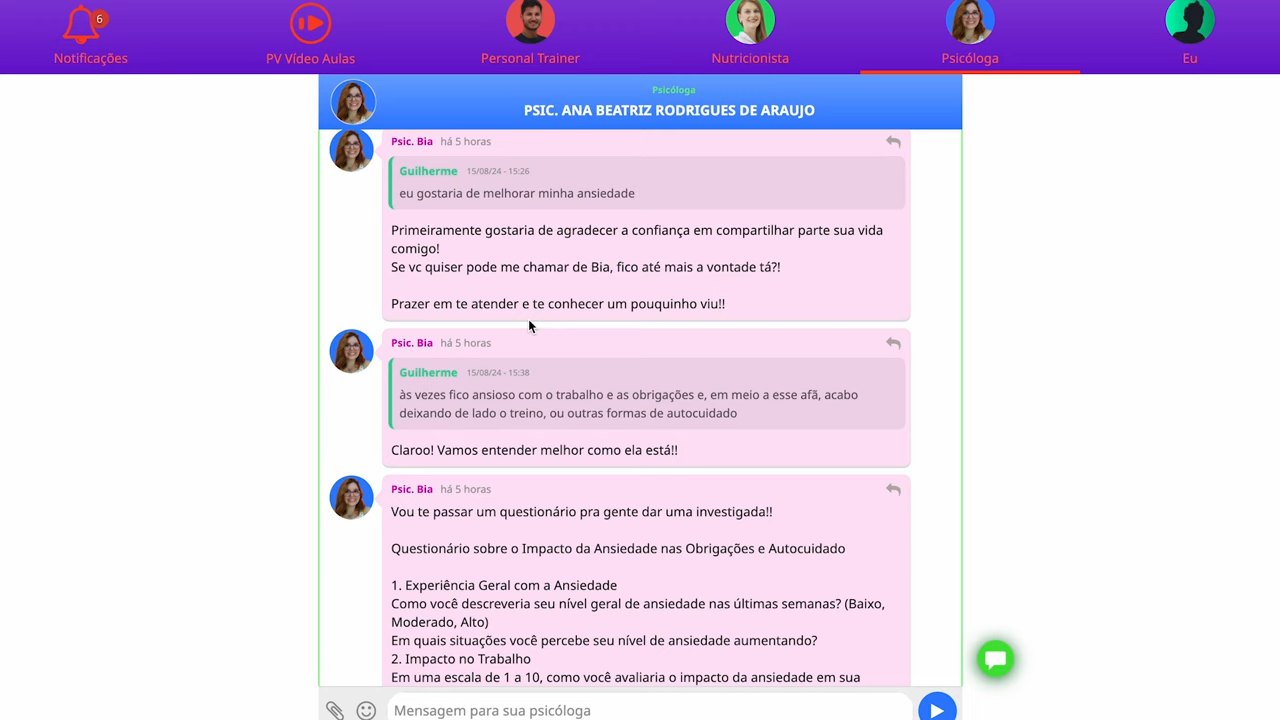 6
Notificações
PV Vídeo Aulas
Personal Trainer
Nutricionista
Psicóloga
Eu
Psicóloga
PSIC. ANA BEATRIZ RODRIGUES DE ARAUJO
Psic. Bia há 5 horas
Guilherme 15/08/24 - 15:26
eu gostaria de melhorar minha ansiedade
Primeiramente gostaria de agradecer a confiança em compartilhar parte sua vida
comigo!
Se vc quiser pode me chamar de Bia, fico até mais a vontade tá?!
Prazer em te atender e te conhecer um pouquinho viu!!
Psic. Bia há 5 horas
Guilherme 15/08/24 - 15:38
às vezes fico ansioso com o trabalho e as obrigações e, em meio a esse afã, acabo
deixando de lado o treino, ou outras formas de autocuidado
Claroo! Vamos entender melhor como ela está!!
Psic. Bia há 5 horas
Vou te passar um questionário pra gente dar uma investigada!!
Questionário sobre o Impacto da Ansiedade nas Obrigações e Autocuidado
1. Experiência Geral com a Ansiedade
Como você descreveria seu nível geral de ansiedade nas últimas semanas? (Baixo,
Moderado, Alto)
Em quais situações você percebe seu nível de ansiedade aumentando?
2. Impacto no Trabalho
Em uma escala de 1 a 10, como você avaliaria o impacto da ansiedade em sua
Mensagem para sua psicóloga